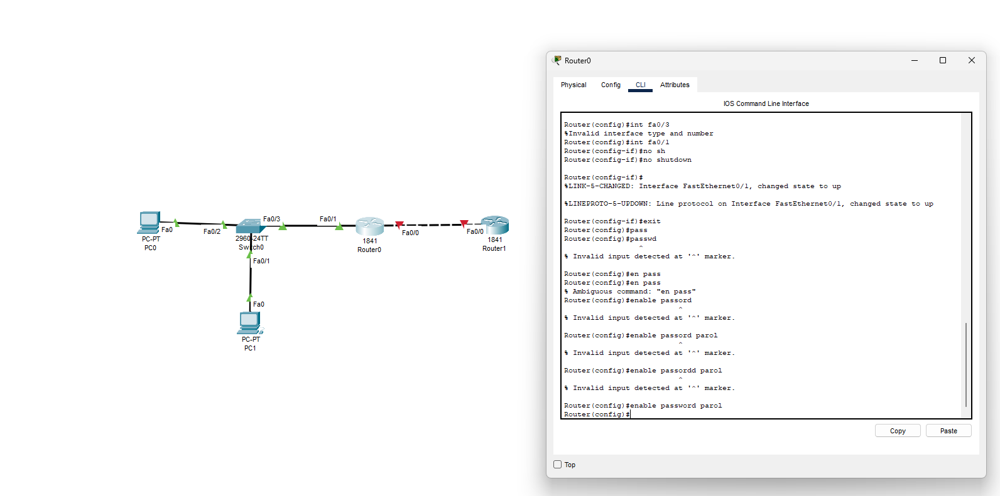 Fa0
PC-PT
PC0
Fa0/2
Fa0/3
2960-24TT
Switch0
Fa0/1
Fa0
PC-PT
PC1
Fa0/1
1841
Router0
Fa0/0
Fa0/0
1841
Router1
Router0
Physical Config CLI Attributes
IOS Command Line Interface
Router(config)#int fa0/3
%Invalid interface type and number
Router(config)#int fa0/1
Router(config-if)#no sh
Router(config-if)#no shutdown
Router(config-if)#
%LINK-5-CHANGED: Interface FastEthernet0/1, changed state to up
%LINEPROTO-5-UPDOWN: Line protocol on Interface FastEthernet0/1, changed state to up
Router(config-if)#exit
Router(config)#pass
Router(config)#passwd
^
% Invalid input detected at '^' marker.
Router(config)#en pass
Router(config)#en pass
% Ambiguous command: "en pass"
Router(config)#enable passord
^
% Invalid input detected at '^' marker.
Router(config)#enable passord parol
^
% Invalid input detected at '^' marker.
Router(config)#enable passordd parol
^
% Invalid input detected at '^' marker.
Router(config)#enable password parol
Router(config)#
Copy Paste
Top